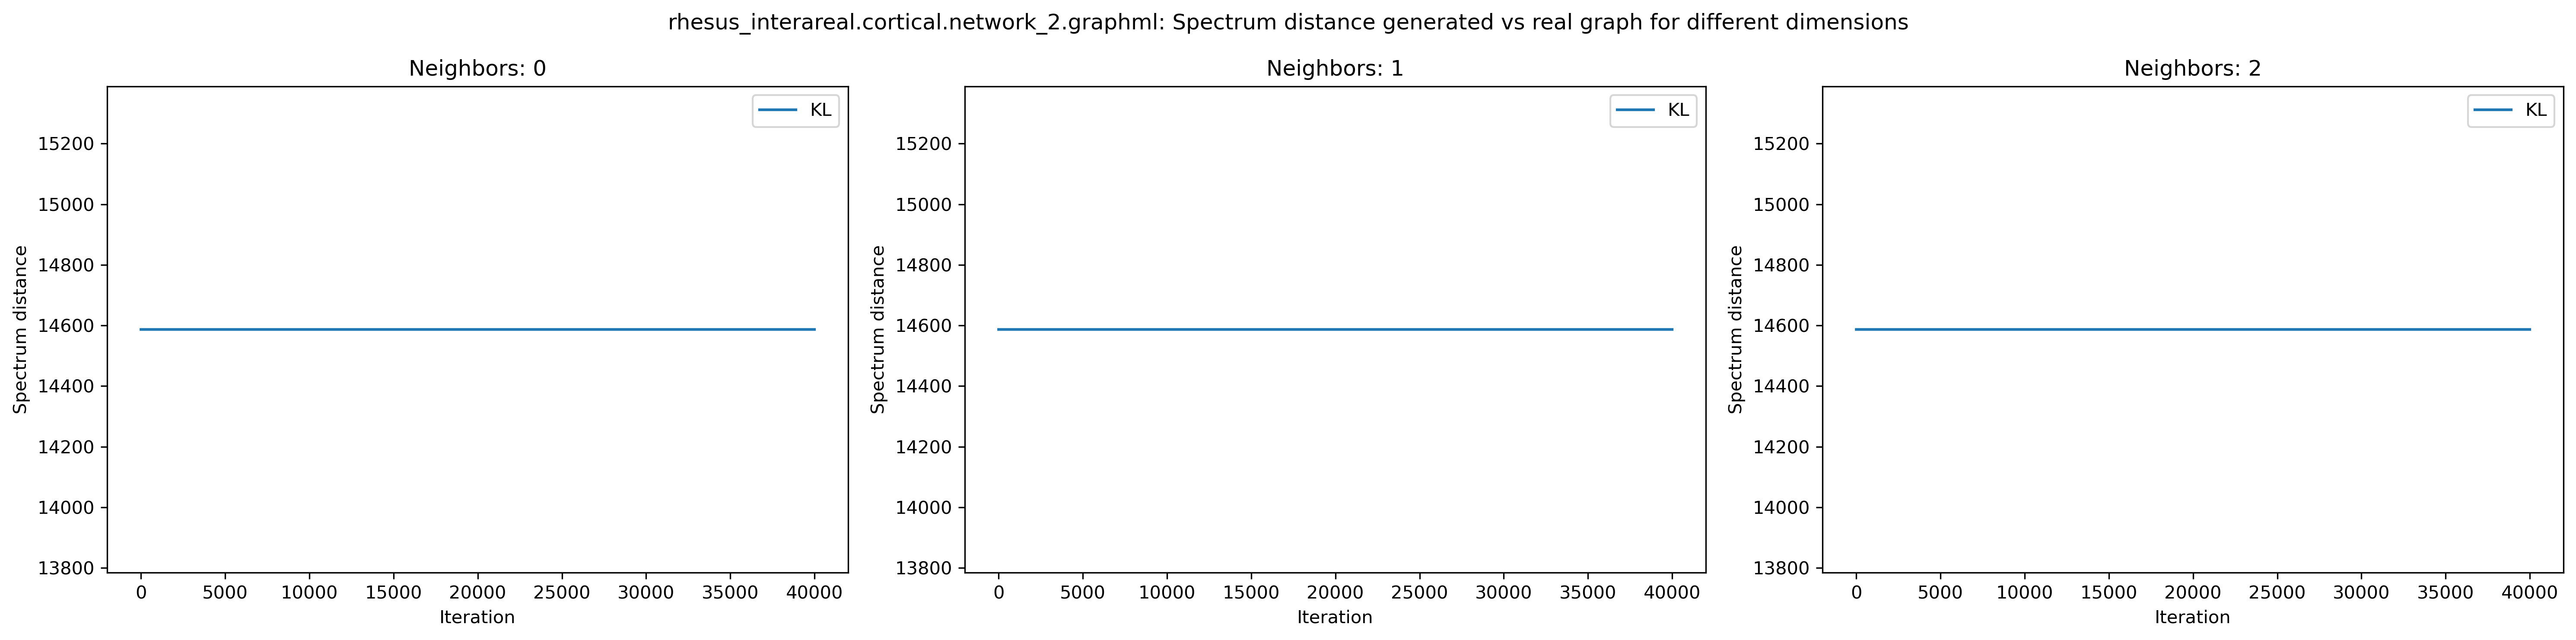 rhesus_interareal.cortical.network_2.graphml: Spectrum distance generated vs real graph for different dimensions
Neighbors: 0
KL
15200
15000
14800
14600
14400
14200
14000
13800
Spectrum distance
0 5000 10000 15000 20000 25000 30000 35000 40000
Iteration
Neighbors: 1
KL
15200
15000
14800
14600
14400
14200
14000
13800
Spectrum distance
0 5000 10000 15000 20000 25000 30000 35000 40000
Iteration
Neighbors: 2
KL
15200
15000
14800
14600
14400
14200
14000
13800
Spectrum distance
0 5000 10000 15000 20000 25000 30000 35000 40000
Iteration